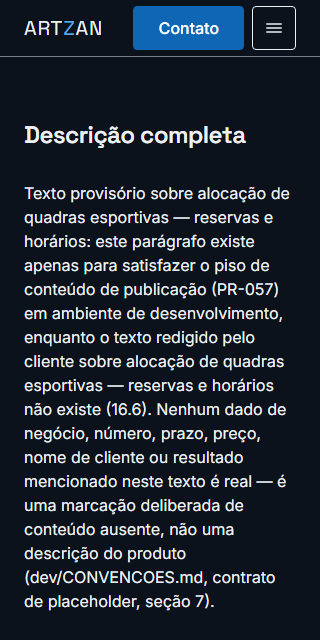 ARTZAN
Contato
Descrição completa
Texto provisório sobre alocação de
quadras esportivas — reservas e
horários: este parágrafo existe
apenas para satisfazer o piso de
conteúdo de publicação (PR-057)
em ambiente de desenvolvimento,
enquanto o texto redigido pelo
cliente sobre alocação de quadras
esportivas — reservas e horários
não existe (16.6). Nenhum dado de
negócio, número, prazo, preço,
nome de cliente ou resultado
mencionado neste texto é real — é
uma marcação deliberada de
conteúdo ausente, não uma
descrição do produto
(dev/CONVENCOES.md, contrato
de placeholder, seção 7).